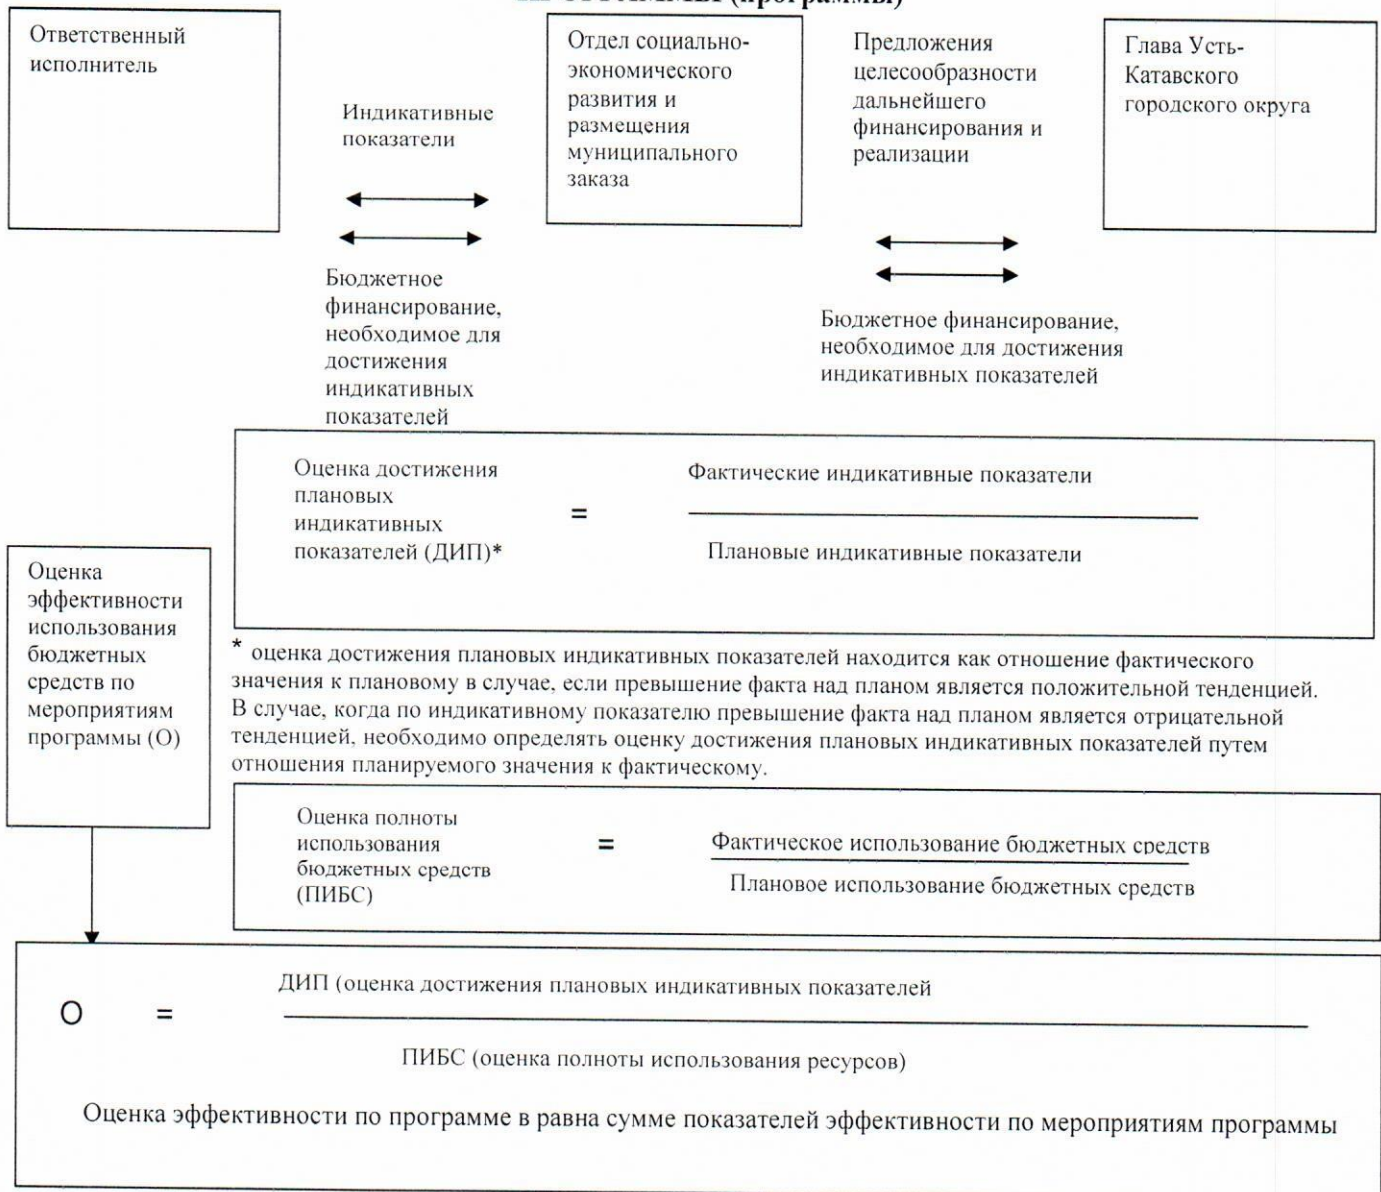 Ответственный
исполнитель
Индикативные
показатели
Бюджетное
финансирование,
необходимое для
достижения
индикативных
показателей
Отдел социально-
экономического
развития и
размещения
муниципального
заказа
Предложения
целесообразности
дальнейшего
финансирования и
реализации
Бюджетное финансирование,
необходимое для достижения
индикативных показателей
Глава Усть-
Катавского
городского округа
Оценка достижения
плановых
индикативных
показателей (ДИП)*
=
Фактические индикативные показатели
Плановые индикативные показатели
Оценка
эффективности
использования
бюджетных
средств по
мероприятиям
программы (О)
* оценка достижения плановых индикативных показателей находится как отношение фактического
значения к плановому в случае, если превышение факта над планом является положительной тенденцией.
В случае, когда по индикативному показателю превышение факта над планом является отрицательной
тенденцией, необходимо определять оценку достижения плановых индикативных показателей путем
отношения планируемого значения к фактическому.
Оценка полноты
использования
бюджетных средств
(ПИБС)
=
Фактическое использование бюджетных средств
Плановое использование бюджетных средств
О =
ДИП (оценка достижения плановых индикативных показателей
ПИБС (оценка полноты использования ресурсов)
Оценка эффективности по программе в равна сумме показателей эффективности по мероприятиям программы